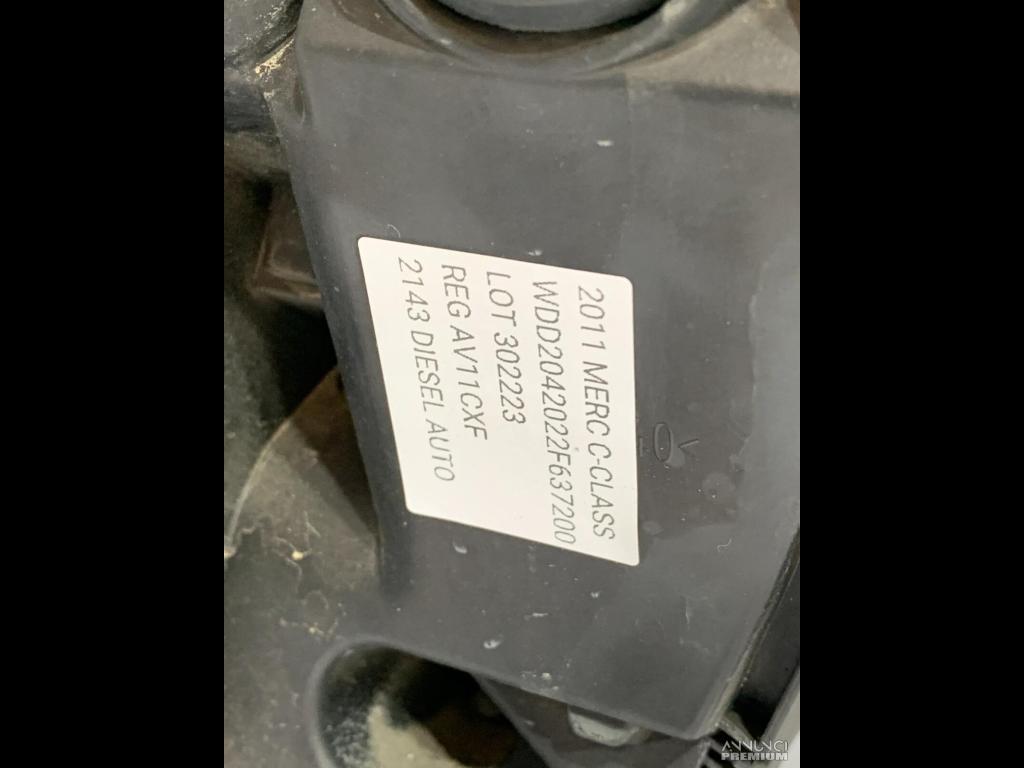 2011 MERC C-CLASS
WDD2042022F637200
LOT 302223
REG AV11CXF
2143 DIESEL AUTO
ANNUNCI
PREMIUM